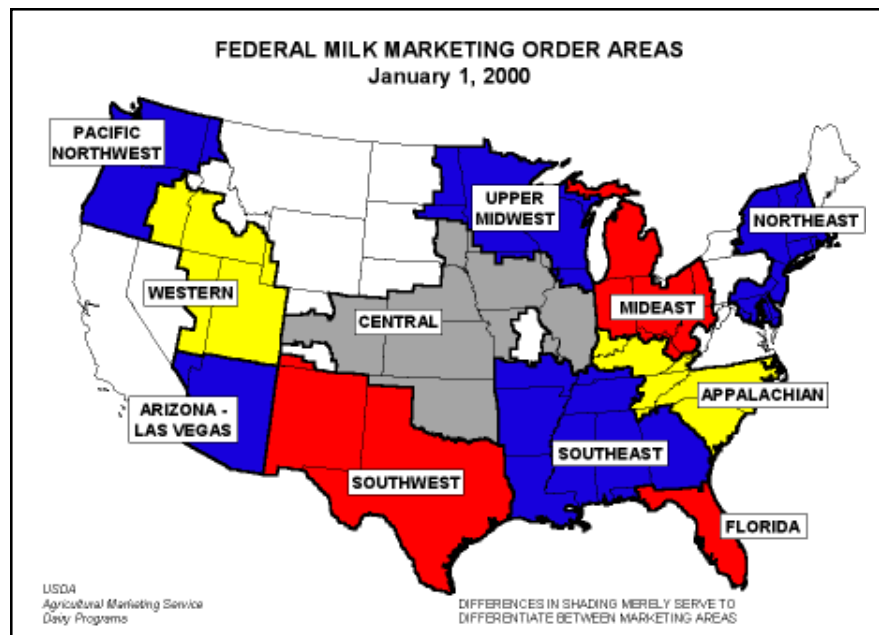 FEDERAL MILK MARKETING ORDER AREAS
January 1, 2000
PACIFIC
NORTHWEST
UPPER
MIDWEST
NORTHEAST
WESTERN
CENTRAL
MIDEAST
APPALACHIAN
ARIZONA -
LAS VEGAS
SOUTHEAST
SOUTHWEST
FLORIDA
USDA
Agricultural Marketing Service
Dairy Programs
DIFFERENCES IN SHADING MERELY SERVE TO
DIFFERENTIATE BETWEEN MARKETING AREAS